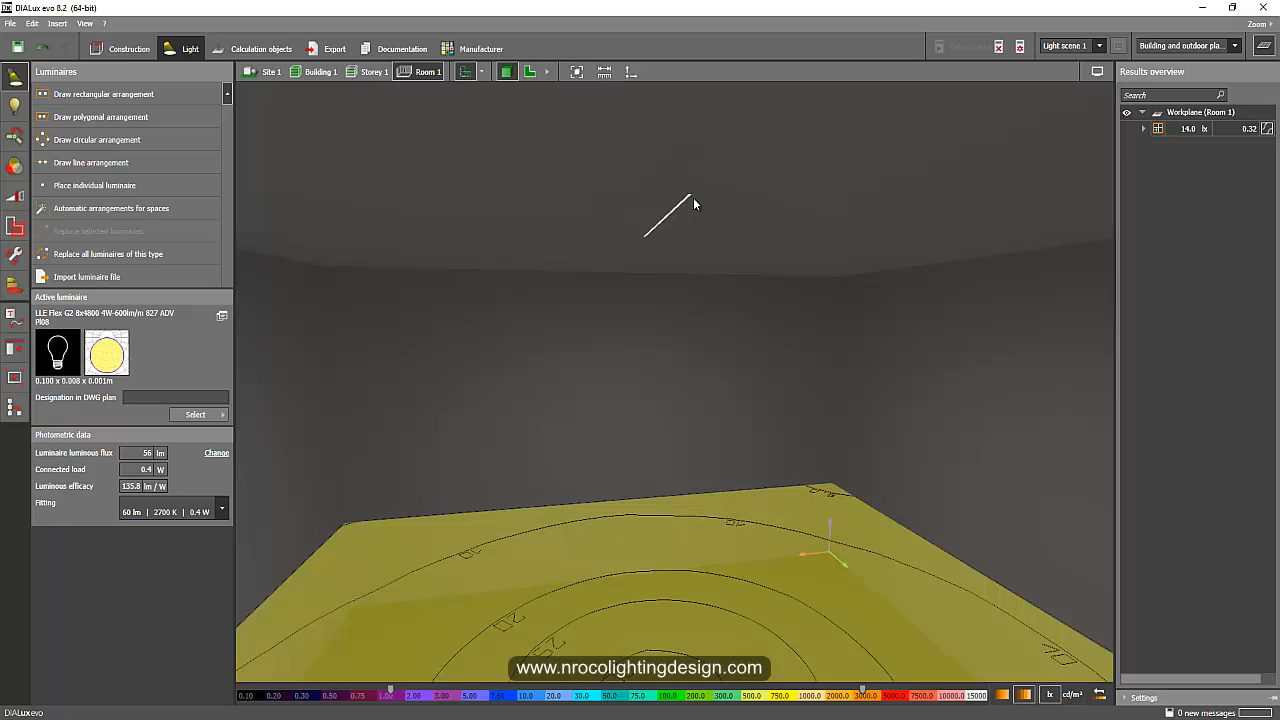 DIALux evo 8.2 (64-bit)
File Edit Insert View ?
Zoom
Construction Light Calculation objects Export Documentation Manufacturer
Light scene 1 Building and outdoor pla...
Luminaires
Site 1 Building 1 Storey 1 Room 1
Results overview
Draw rectangular arrangement
Search
Draw polygonal arrangement
Workplane (Room 1)
14.0 lx 0.32
Draw circular arrangement
Draw line arrangement
Place individual luminaire
Automatic arrangements for spaces
Replace selected luminaires
Replace all luminaires of this type
Import luminaire file
Active luminaire
LLE Flex G2 8x4800 4W-600lm/m 827 ADV
PI08
0.100 x 0.008 x 0.001m
Designation in DWG plan
Select
Photometric data
Luminaire luminous flux 56 lm Change
Connected load 0.4 W
Luminous efficacy 135.8 lm / W
Fitting
60 lm | 2700 K | 0.4 W
www.nrocolightingdesign.com
0.10 0.20 0.30 0.50 0.75 1.00 2.00 3.00 5.00 7.50 10.0 20.0 30.0 50.0 75.0 100.0 200.0 300.0 500.0 750.0 1000.0 2000.0 3000.0 5000.0 7500.0 10000.0 15000 lx cd/m²
Settings
DIALux evo
0 new messages